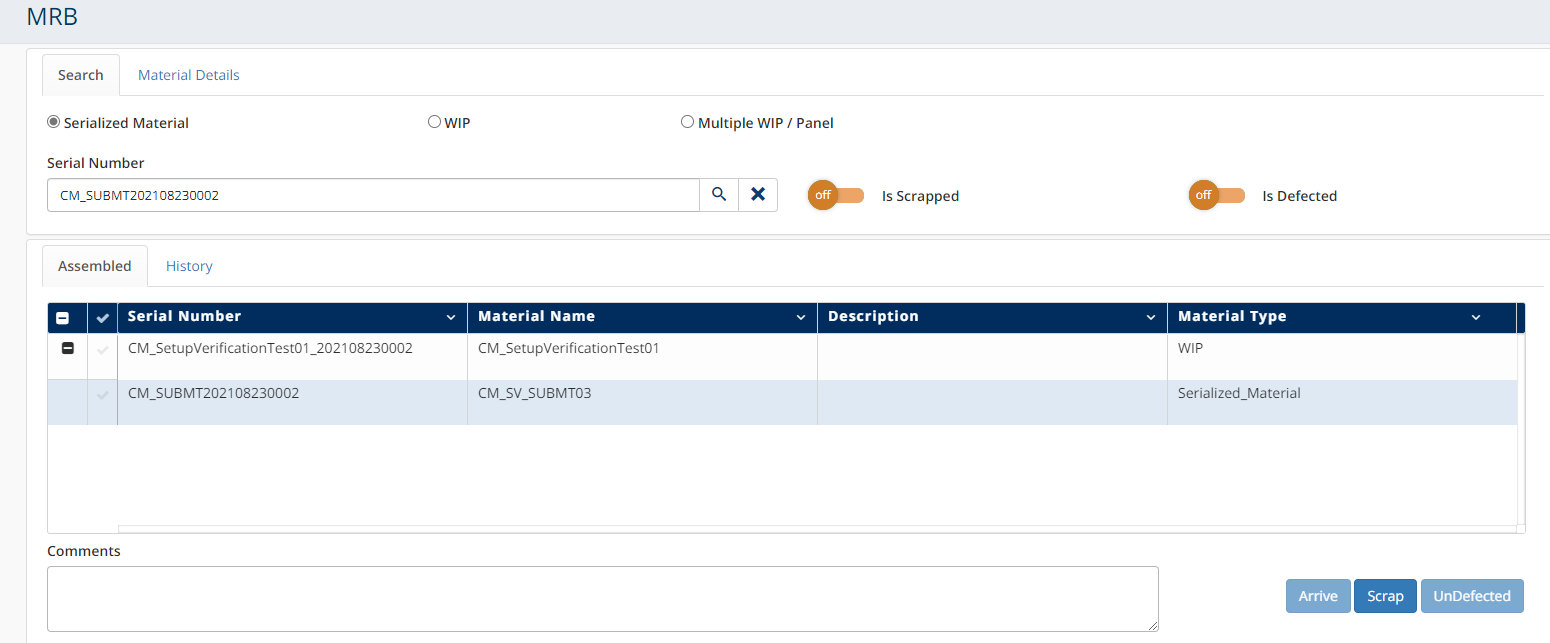 MRB
Search Material Details
Serialized Material WIP Multiple WIP / Panel
Serial Number
CM_SUBMT202108230002 off Is Scrapped off Is Defected
Assembled History
Serial Number Material Name Description Material Type
CM_SetupVerificationTest01_202108230002 CM_SetupVerificationTest01 WIP
CM_SUBMT202108230002 CM_SV_SUBMT03 Serialized_Material
Comments
Arrive Scrap UnDefected